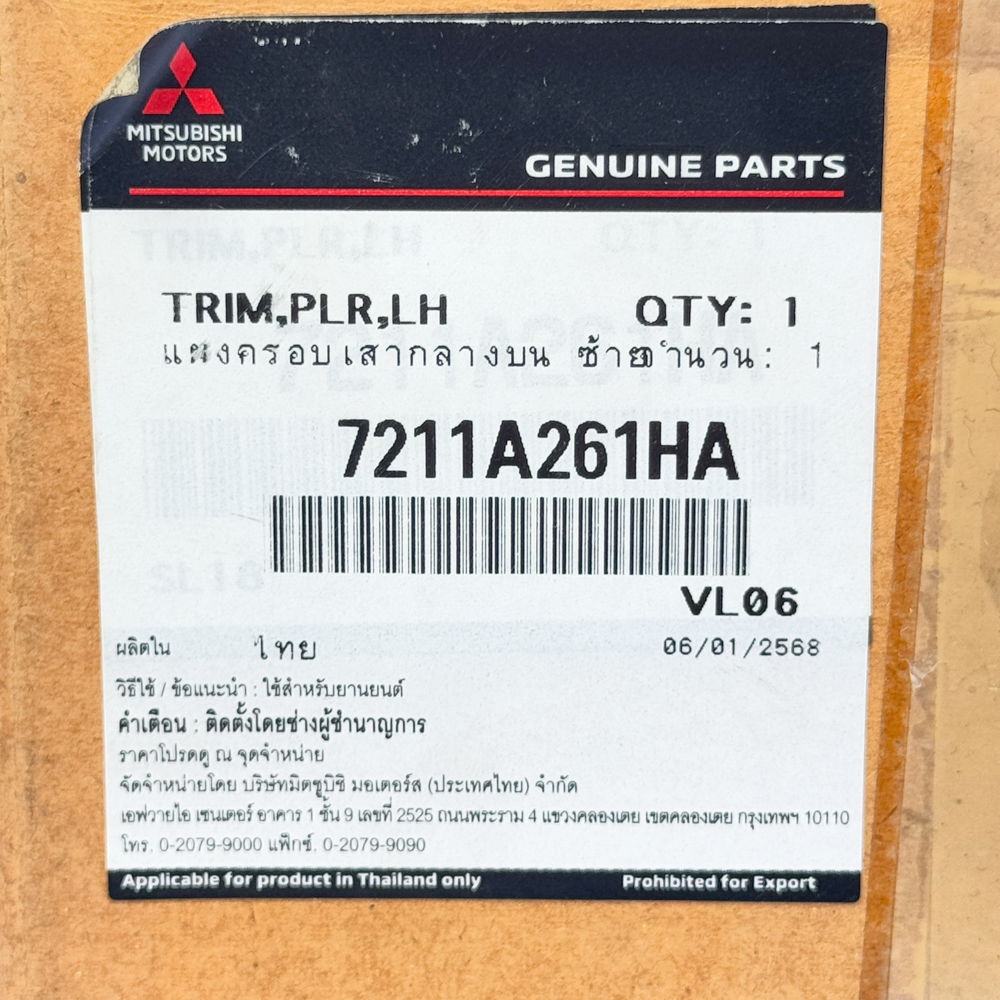 MITSUBISHI
MOTORS
GENUINE PARTS
TRIM,PLR,LH QTY: 1
TRIM,PLR,LH QTY: 1
แผงครอบเสากลางบน ซ้าย จำนวน: 1
7211A261HA
VL06
SL18
ผลิตใน ไทย 06/01/2568
วิธีใช้ / ข้อแนะนำ : ใช้สำหรับยานยนต์
คำเตือน : ติดตั้งโดยช่างผู้ชำนาญการ
ราคาโปรดดู ณ จุดจำหน่าย
จัดจำหน่ายโดย บริษัทมิตซูบิชิ มอเตอร์ส (ประเทศไทย) จำกัด
เอฟวายไอ เซนเตอร์ อาคาร 1 ชั้น 9 เลขที่ 2525 ถนนพระราม 4 แขวงคลองเตย เขตคลองเตย กรุงเทพฯ 10110
โทร. 0-2079-9000 แฟ็กซ์. 0-2079-9090
Applicable for product in Thailand only Prohibited for Export